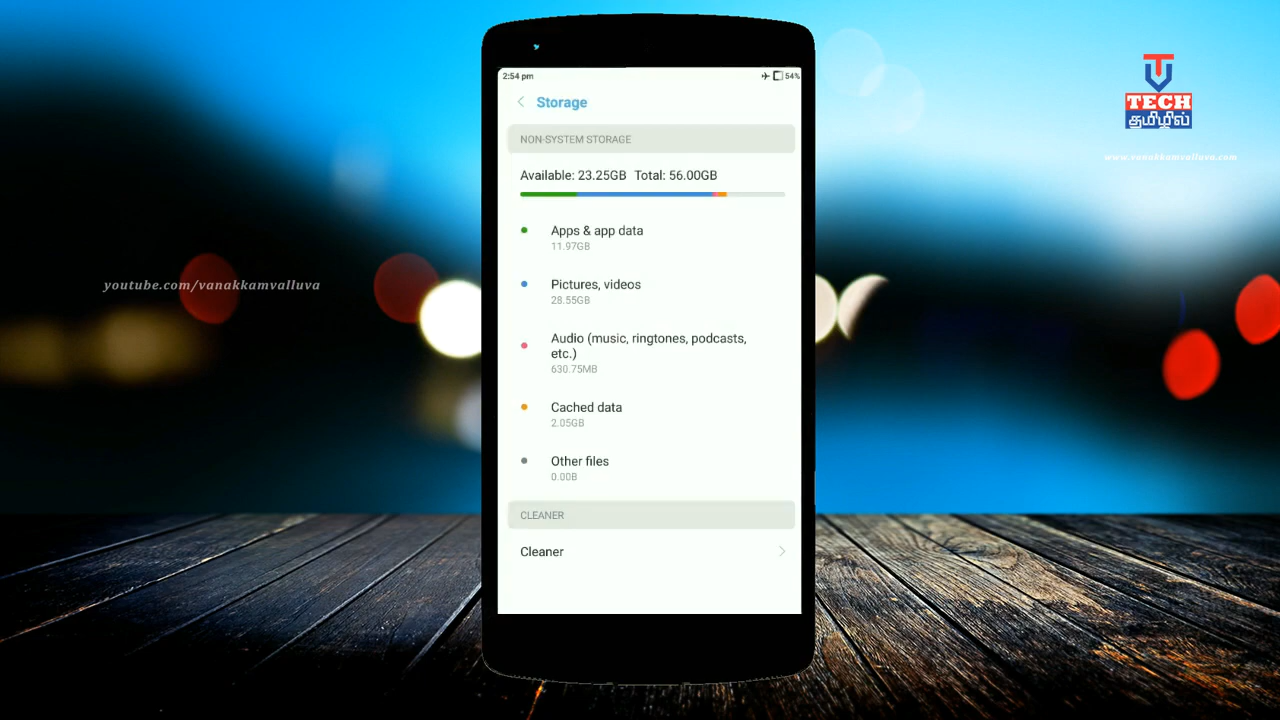 2:54 pm
54%
Storage
NON-SYSTEM STORAGE
Available: 23.25GB Total: 56.00GB
Apps & app data
11.97GB
Pictures, videos
28.55GB
Audio (music, ringtones, podcasts,
etc.)
630.75MB
Cached data
2.05GB
Other files
0.00B
CLEANER
Cleaner
youtube.com/vanakkamvalluva
TECH
தமிழில்
www.vanakkamvalluva.com